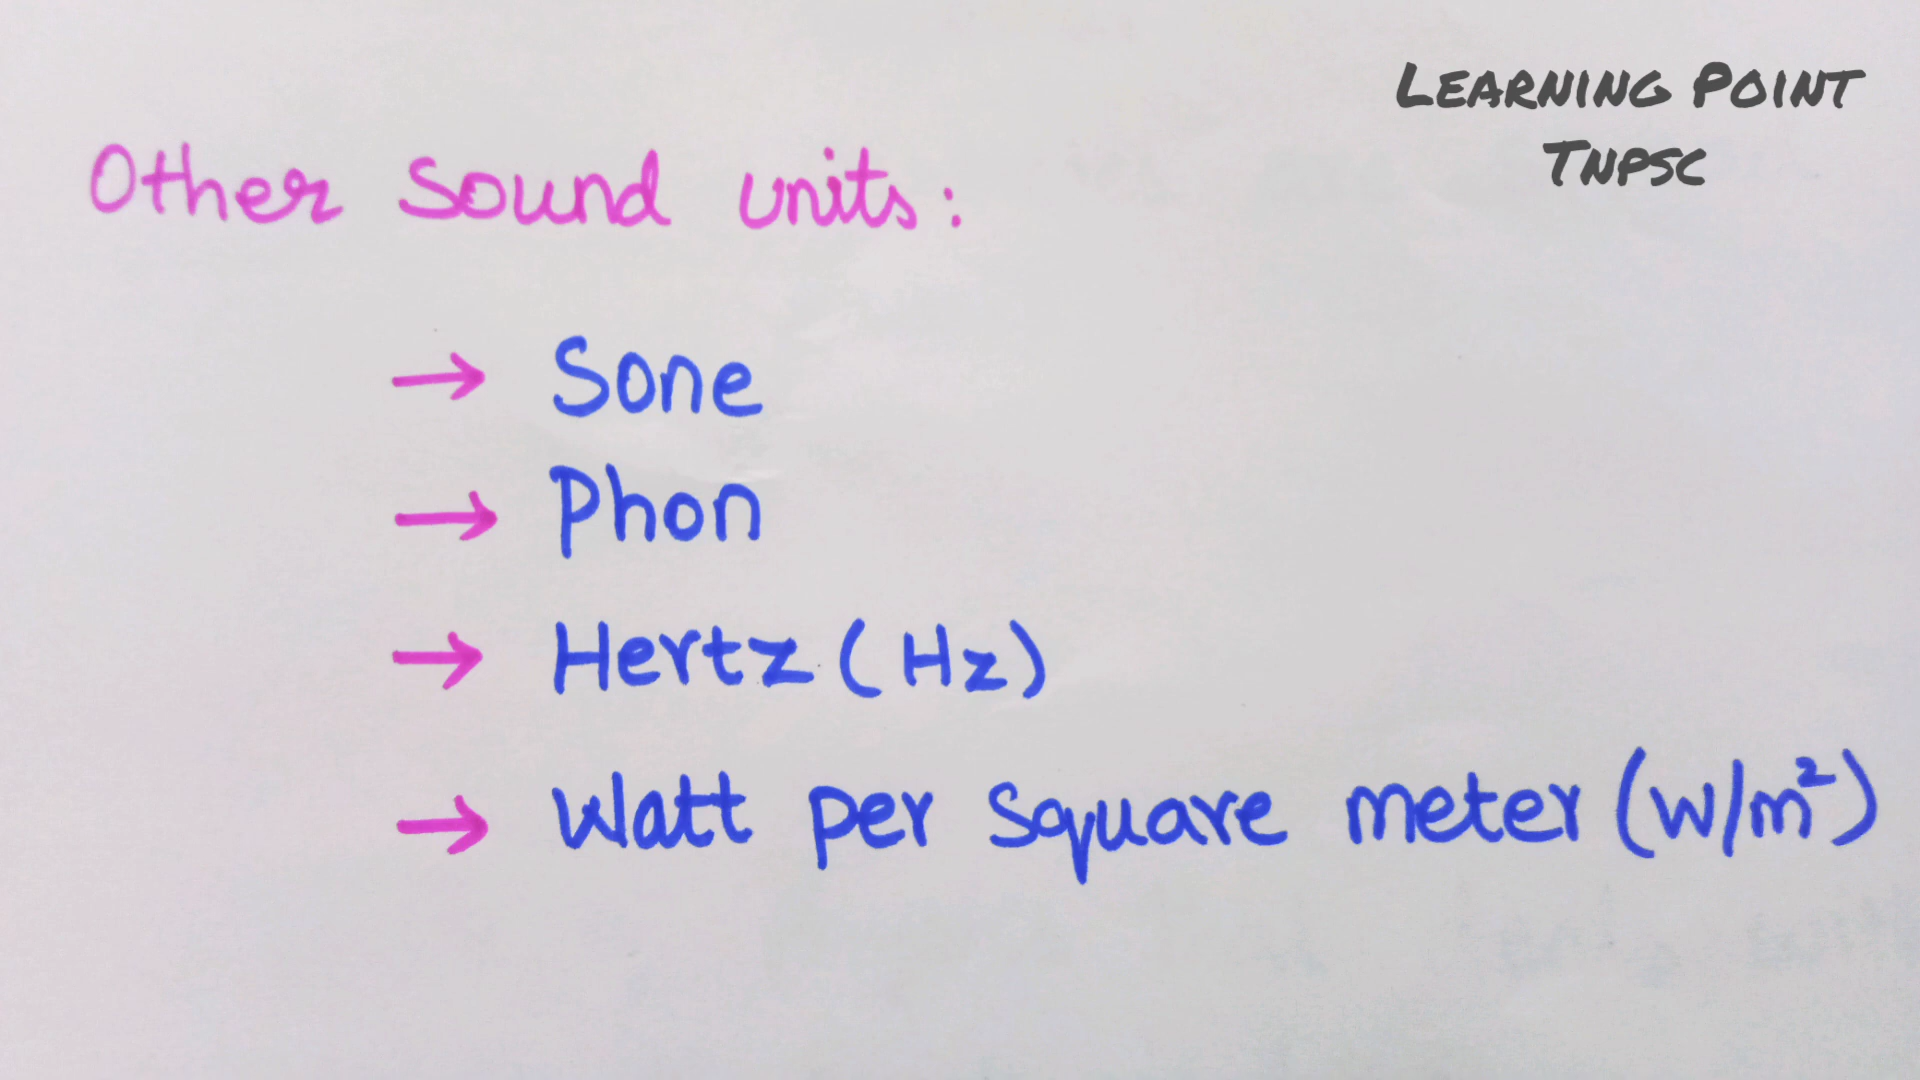 Learning Point
Tnpsc
Other Sound units:
→ Sone
→ Phon
→ Hertz (Hz)
→ Watt per square meter (W/m²)